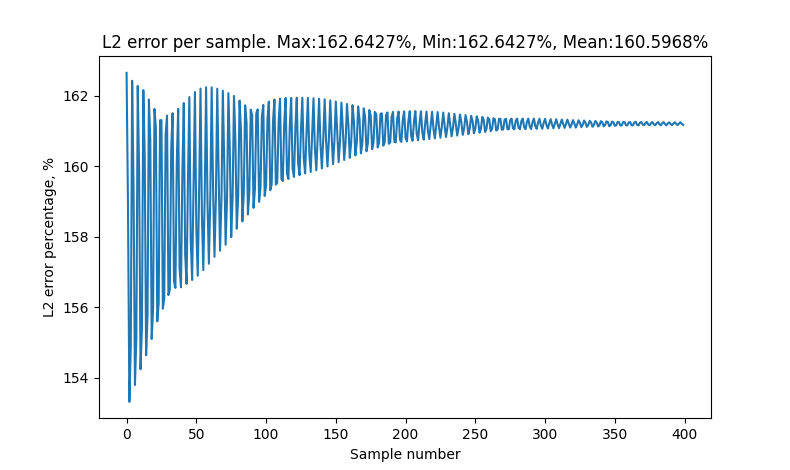 L2 error per sample. Max:162.6427%, Min:162.6427%, Mean:160.5968%
L2 error percentage, %
162
160
158
156
154
0 50 100 150 200 250 300 350 400
Sample number